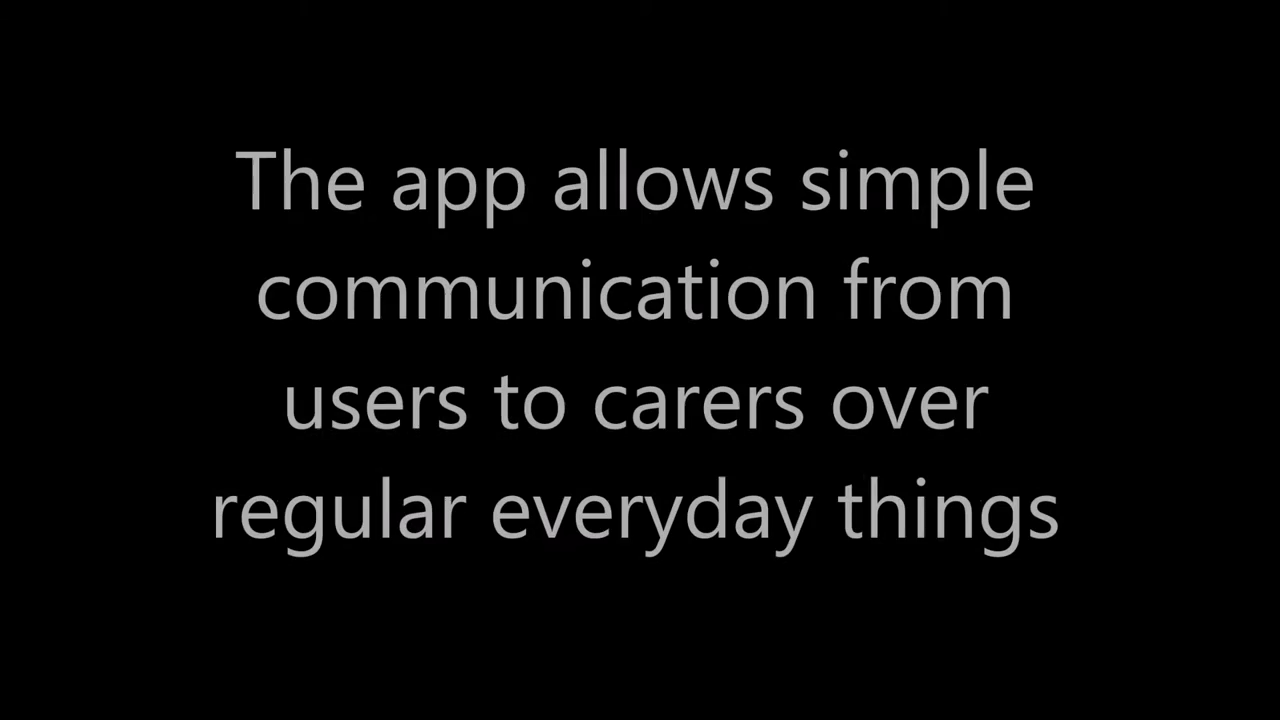 The app allows simple
communication from
users to carers over
regular everyday things